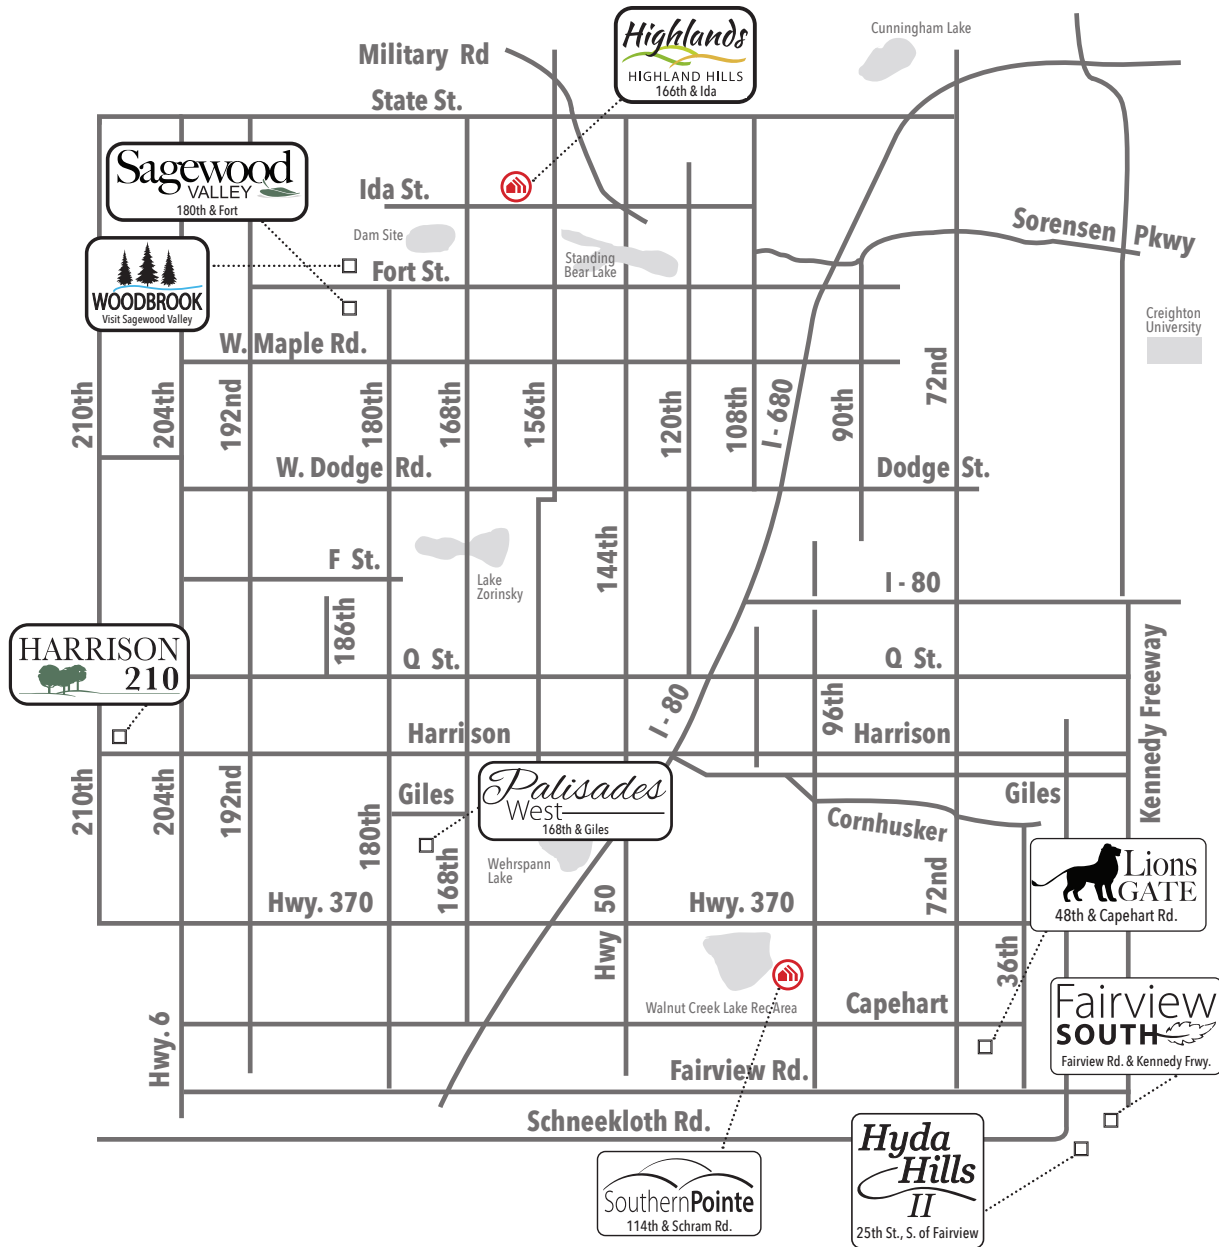 Highlands
HIGHLAND HILLS
166th & Ida
Cunningham Lake
Military Rd
State St.
Sagewood
VALLEY
180th & Fort
Ida St.
Dam Site
Standing
Bear Lake
Sorensen Pkwy
WOODBROOK
Visit Sagewood Valley
Fort St.
Creighton
University
W. Maple Rd.
210th
204th
192nd
180th
168th
156th
120th
108th
I - 680
90th
72nd
W. Dodge Rd.
Dodge St.
F St.
Lake
Zorinsky
144th
I - 80
186th
HARRISON
210
Q St.
Q St.
I - 80
96th
Kennedy Freeway
Harrison
Harrison
210th
204th
192nd
180th
Giles
168th
Palisades
West
168th & Giles
Giles
Cornhusker
Wehrspann
Lake
72nd
Lions
GATE
48th & Capehart Rd.
Hwy. 370
Hwy 50
Hwy. 370
36th
Walnut Creek Lake Rec Area
Capehart
Fairview
SOUTH
Fairview Rd. & Kennedy Frwy.
Hwy. 6
Fairview Rd.
Schneekloth Rd.
Hyda
Hills
II
25th St., S. of Fairview
SouthernPointe
114th & Schram Rd.